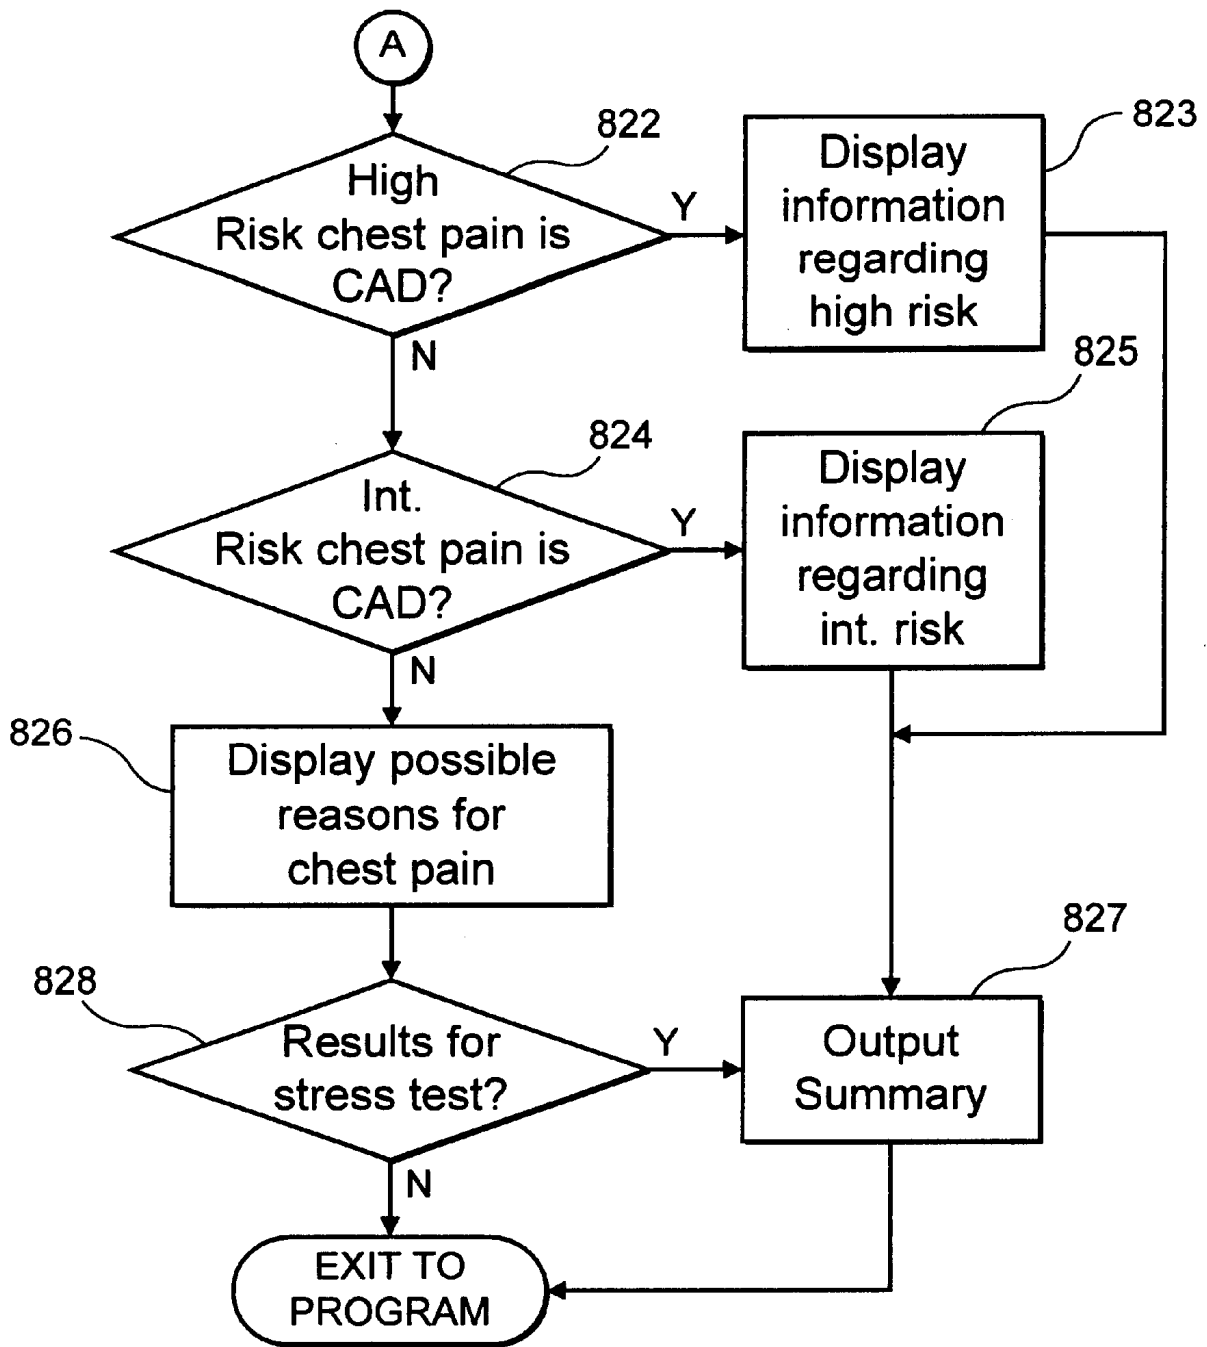 A
822
High
Risk chest pain is
CAD?
Y
N
823
Display
information
regarding
high risk
824
Int.
Risk chest pain is
CAD?
Y
N
825
Display
information
regarding
int. risk
826
Display possible
reasons for
chest pain
828
Results for
stress test?
Y
N
827
Output
Summary
EXIT TO
PROGRAM